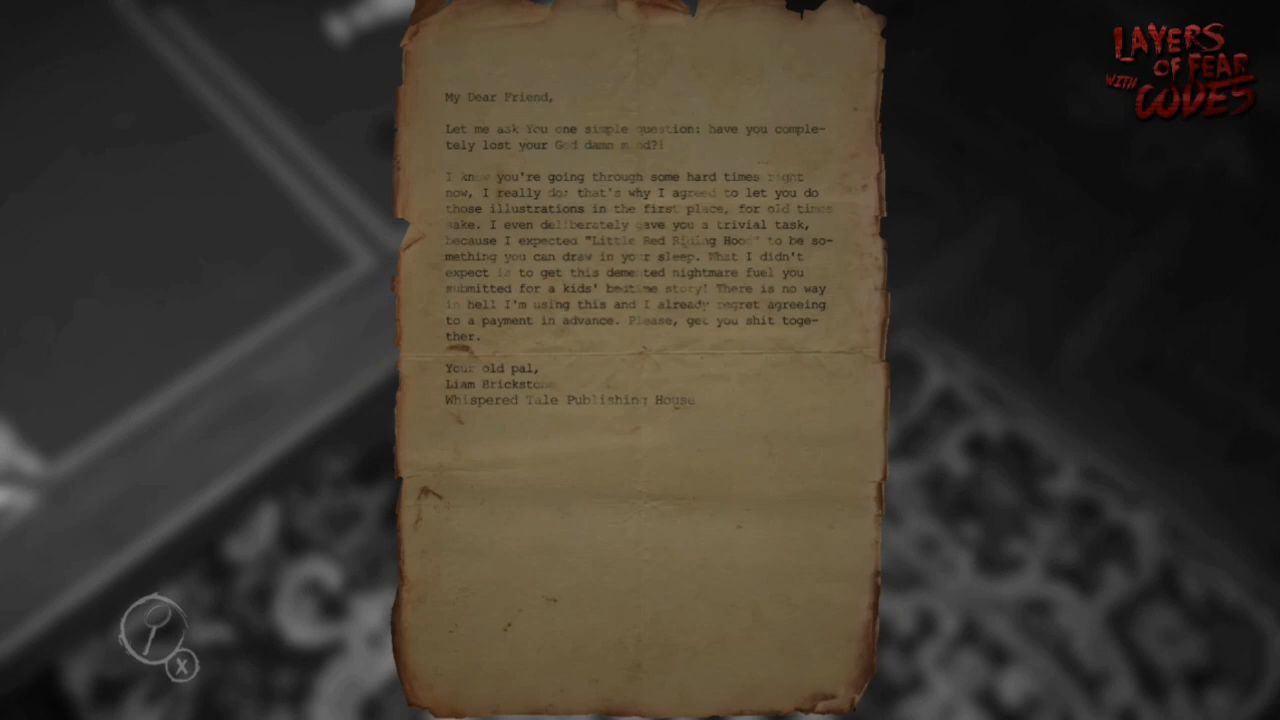 LAYERS
OF FEAR
WITH
CODES
My Dear Friend,
Let me ask You one simple question: have you comple-
tely lost your God damn mind?!
I know you're going through some hard times right
now, I really do: that's why I agreed to let you do
those illustrations in the first place, for old times
sake. I even deliberately gave you a trivial task,
because I expected "Little Red Riding Hood" to be so-
mething you can draw in your sleep. What I didn't
expect is to get this demented nightmare fuel you
submitted for a kids' bedtime story! There is no way
in hell I'm using this and I already regret agreeing
to a payment in advance. Please, get you shit toge-
ther.
Your old pal,
Liam Brickstone
Whispered Tale Publishing House
X